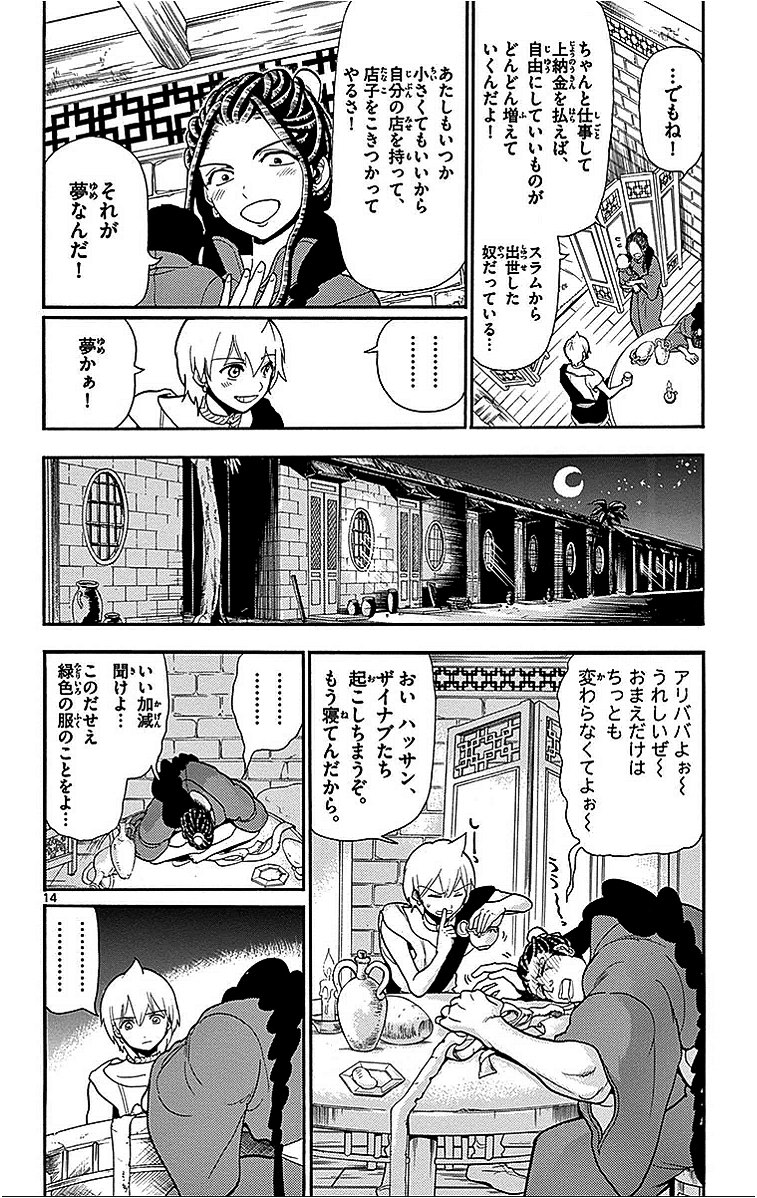 …でもね！
ちゃんと仕事して
上納金を払えば、
自由にしていいものが
どんどん増えて
いくんだよ！
スラムから
出世した
奴だっている…
あたしもいつか
小さくてもいいから
自分の店を持って、
店子をこきつかって
やるさ！
それが
夢なんだ！
………
夢かぁ！
アリババよぉ〜
うれしいぜ〜
おまえだけは
ちっとも
変わらなくてよぉ〜
おい ハッサン、
ザイナブたち
起こしちまうぞ。
もう寝てんだから。
………
いい加減
聞けよ…
このだせえ
緑色の服のことをよ…
………
14